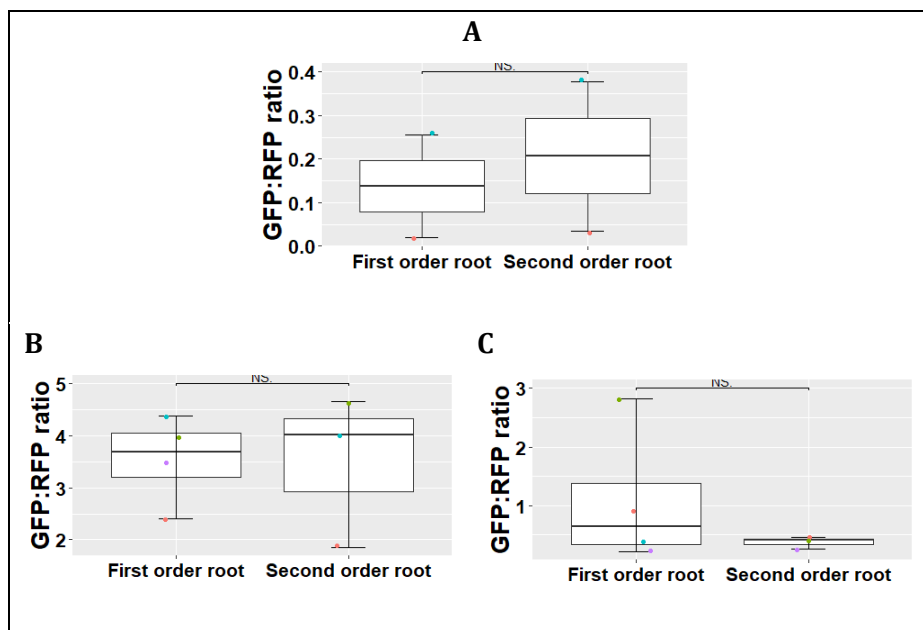 A
NS.
0.4
0.3
0.2
0.1
0.0
GFP:RFP ratio
First order root Second order root
B
NS.
5
4
3
2
GFP:RFP ratio
First order root Second order root
C
NS.
3
2
1
GFP:RFP ratio
First order root Second order root